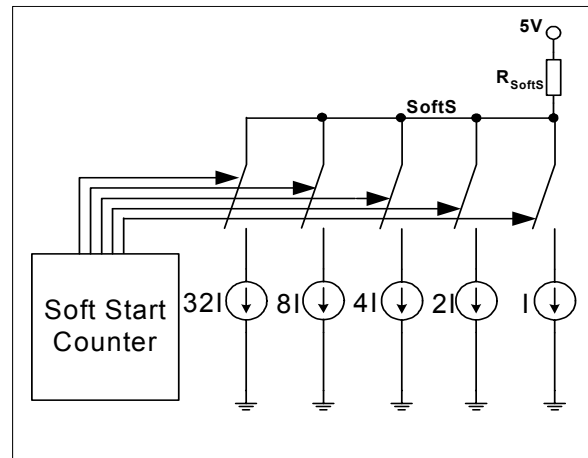 5V
RSoftS
SoftS
Soft Start
Counter
32I
8I
4I
2I
I